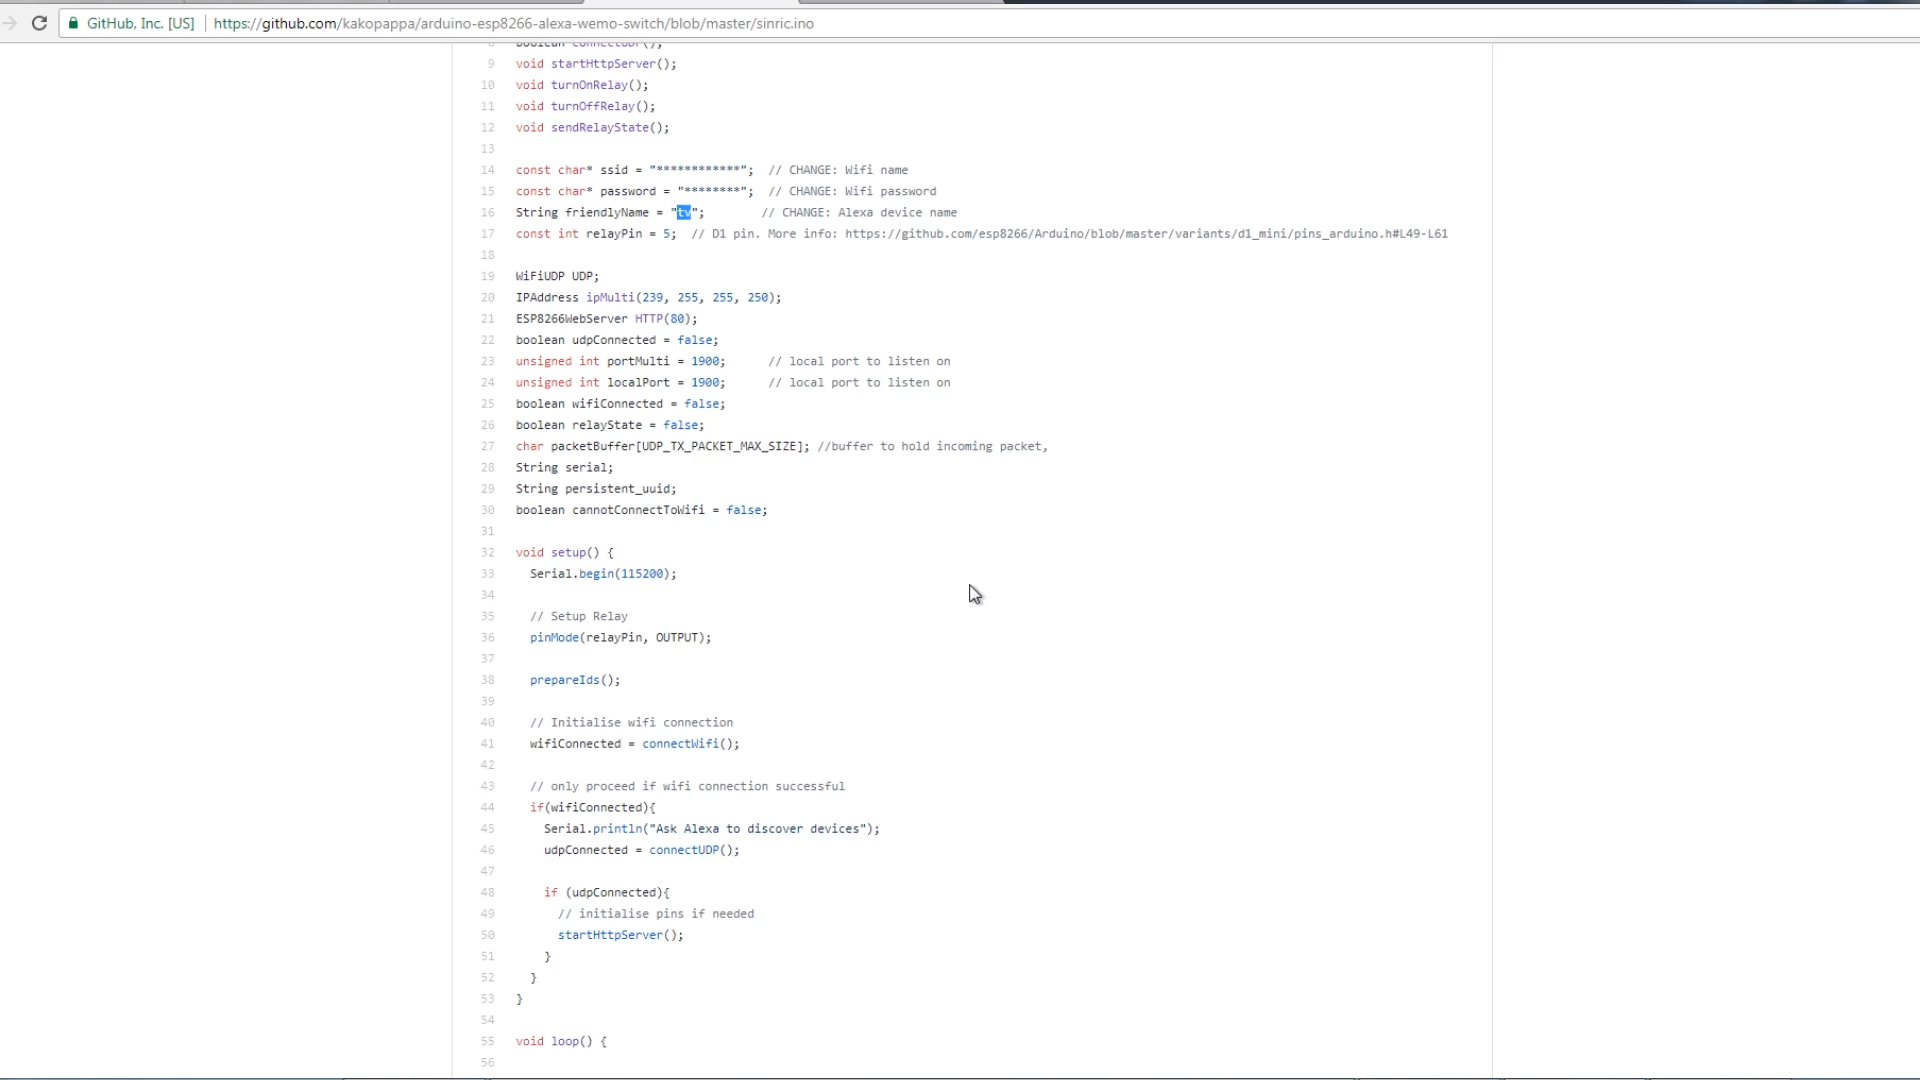 GitHub, Inc. [US] https://github.com/kakopappa/arduino-esp8266-alexa-wemo-switch/blob/master/sinric.ino
8 boolean connectUDP();
9 void startHttpServer();
10 void turnOnRelay();
11 void turnOffRelay();
12 void sendRelayState();
13
14 const char* ssid = "************"; // CHANGE: Wifi name
15 const char* password = "********"; // CHANGE: Wifi password
16 String friendlyName = "tv"; // CHANGE: Alexa device name
17 const int relayPin = 5; // D1 pin. More info: https://github.com/esp8266/Arduino/blob/master/variants/d1_mini/pins_arduino.h#L49-L61
18
19 WiFiUDP UDP;
20 IPAddress ipMulti(239, 255, 255, 250);
21 ESP8266WebServer HTTP(80);
22 boolean udpConnected = false;
23 unsigned int portMulti = 1900; // local port to listen on
24 unsigned int localPort = 1900; // local port to listen on
25 boolean wifiConnected = false;
26 boolean relayState = false;
27 char packetBuffer[UDP_TX_PACKET_MAX_SIZE]; //buffer to hold incoming packet,
28 String serial;
29 String persistent_uuid;
30 boolean cannotConnectToWifi = false;
31
32 void setup() {
33 Serial.begin(115200);
34
35 // Setup Relay
36 pinMode(relayPin, OUTPUT);
37
38 prepareIds();
39
40 // Initialise wifi connection
41 wifiConnected = connectWifi();
42
43 // only proceed if wifi connection successful
44 if(wifiConnected){
45 Serial.println("Ask Alexa to discover devices");
46 udpConnected = connectUDP();
47
48 if (udpConnected){
49 // initialise pins if needed
50 startHttpServer();
51 }
52 }
53 }
54
55 void loop() {
56